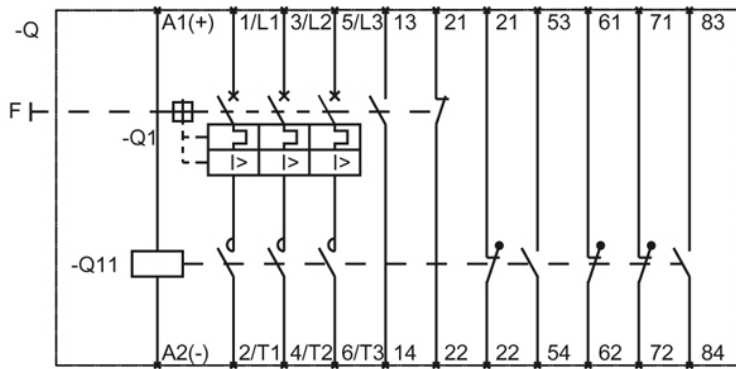 -Q A1(+) 1/L1 3/L2 5/L3 13 21 21 53 61 71 83
F
-Q1
I> I> I>
-Q11
A2(-) 2/T1 4/T2 6/T3 14 22 22 54 62 72 84